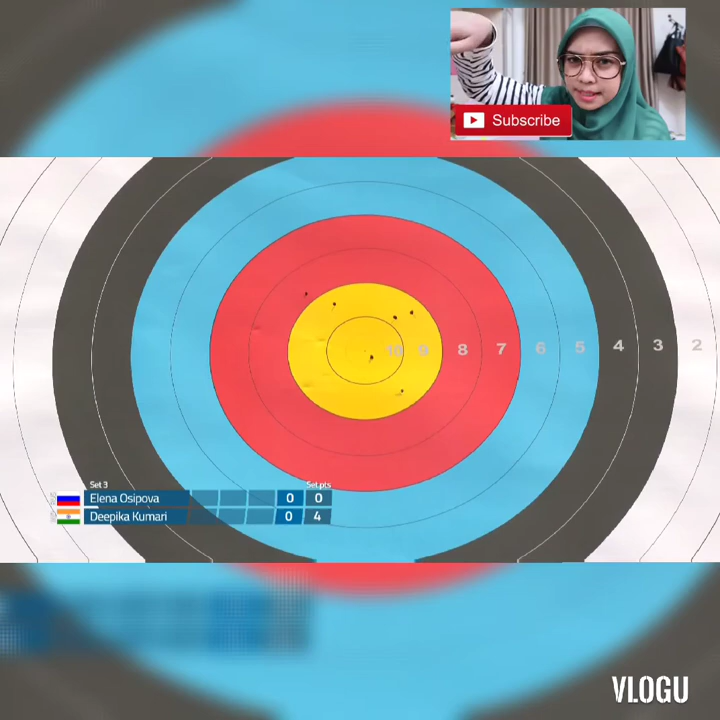 Subscribe
10 9 8 7 6 5 4 3 2
Set 3 Set.pts
Elena Osipova 0 0
Deepika Kumari 0 4
VLOGU